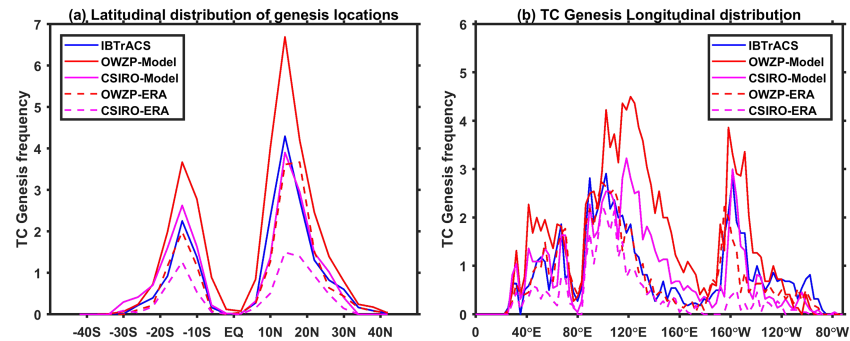 (a) Latitudinal distribution of genesis locations
TC Genesis frequency
7
6
5
4
3
2
1
0
IBTrACS
OWZP-Model
CSIRO-Model
OWZP-ERA
CSIRO-ERA
-40S -30S -20S -10S EQ 10N 20N 30N 40N
(b) TC Genesis Longitudinal destribution
TC Genesis frequency
6
5
4
3
2
1
0
IBTrACS
OWZP-Model
CSIRO-Model
OWZP-ERA
CSIRO-ERA
0 40°E 80°E 120°E 160°E 160°W 120°W 80°W